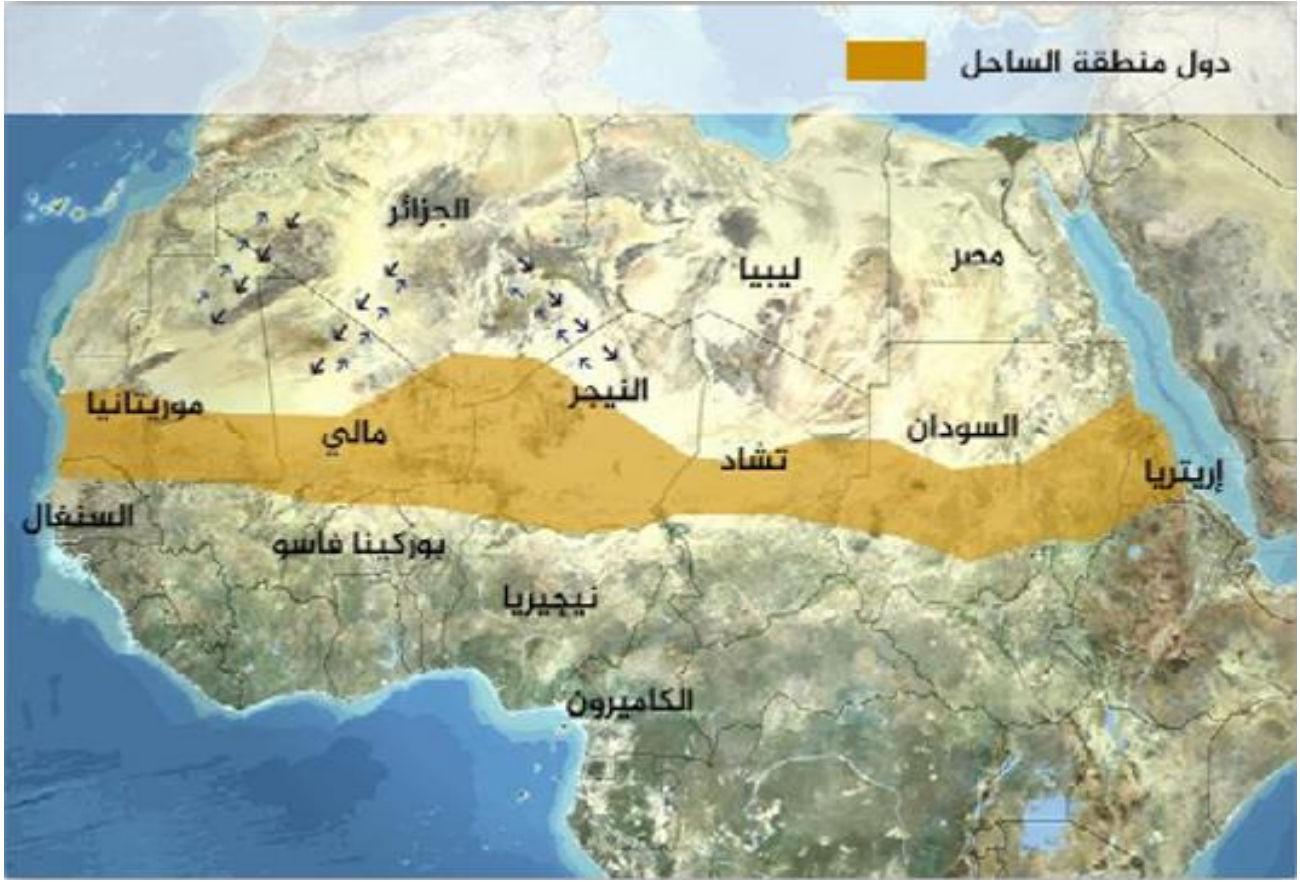 دول منطقة الساحل
الجزائر
ليبيا
مصر
موريتانيا
مالي
النيجر
تشاد
السودان
إريتريا
السنغال
بوركينا فاسو
نيجيريا
الكاميرون